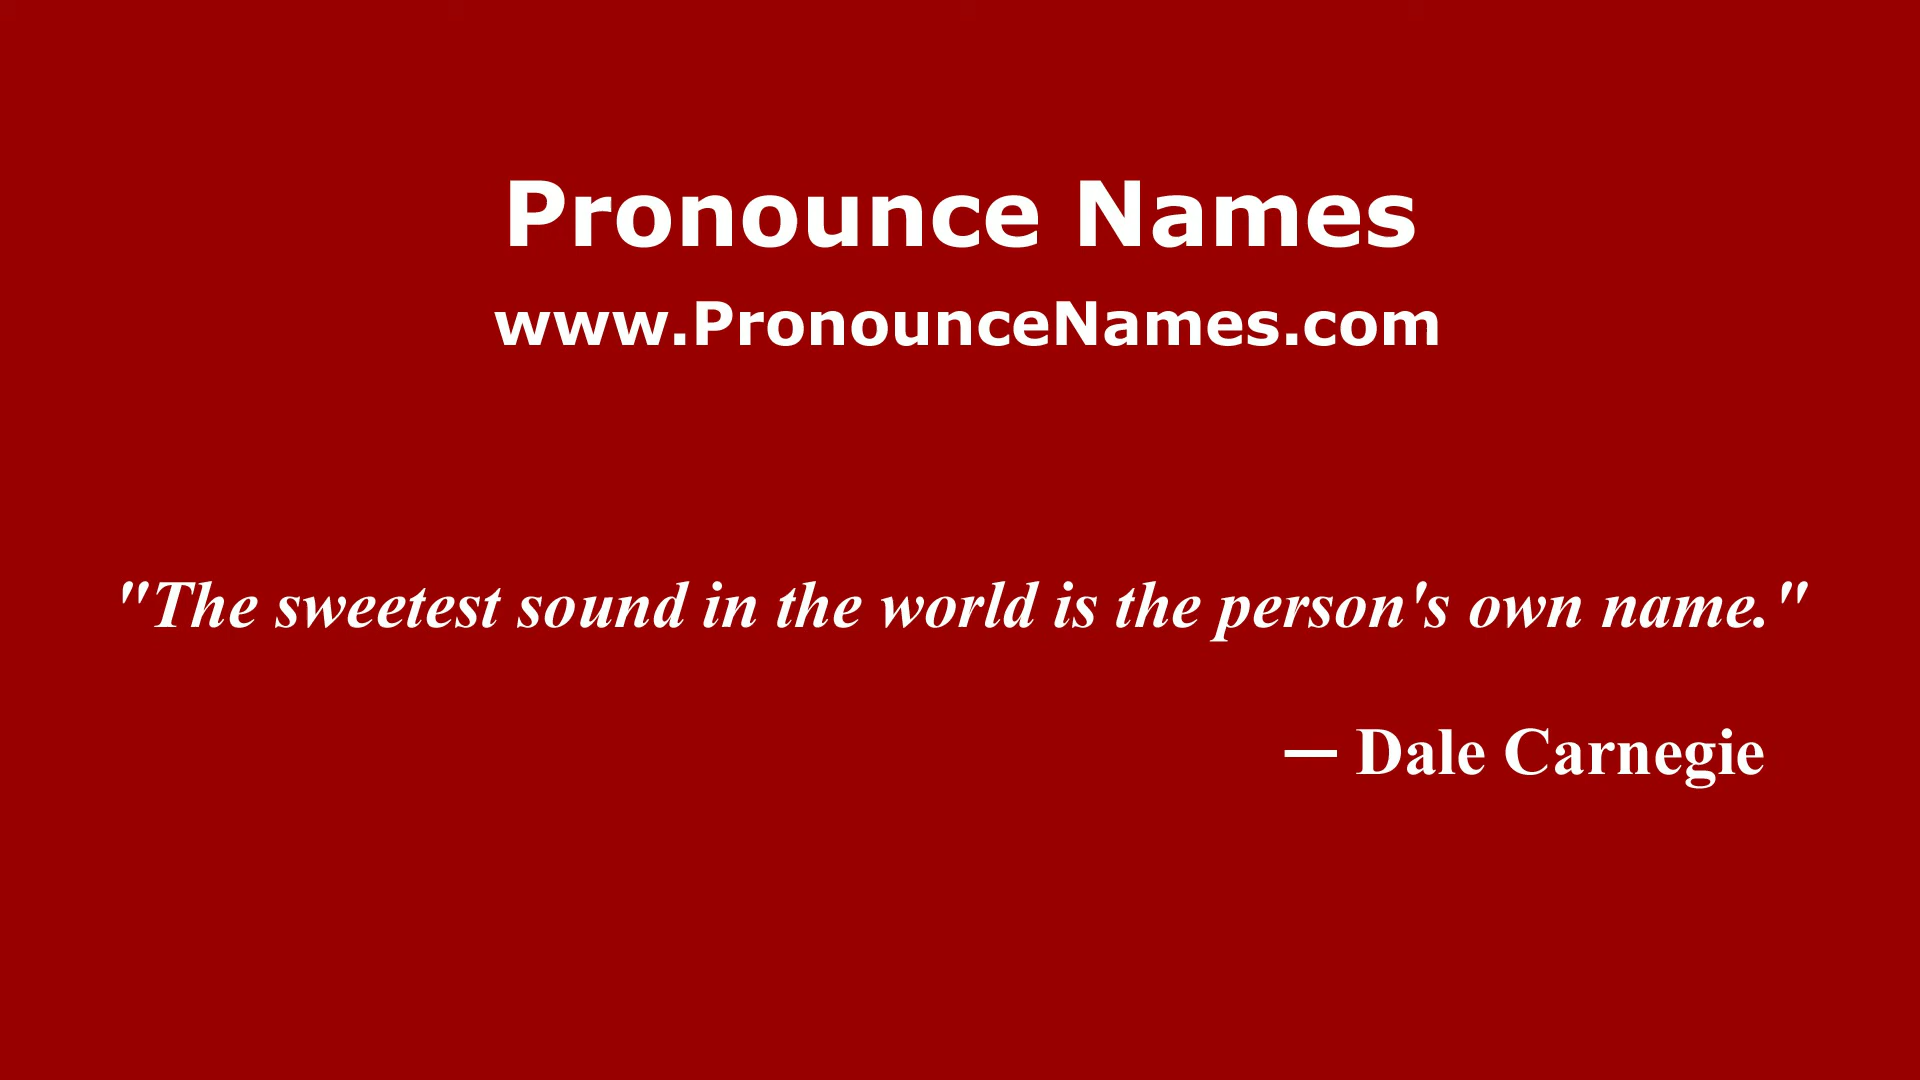 Pronounce Names
www.PronounceNames.com
"The sweetest sound in the world is the person's own name."
— Dale Carnegie